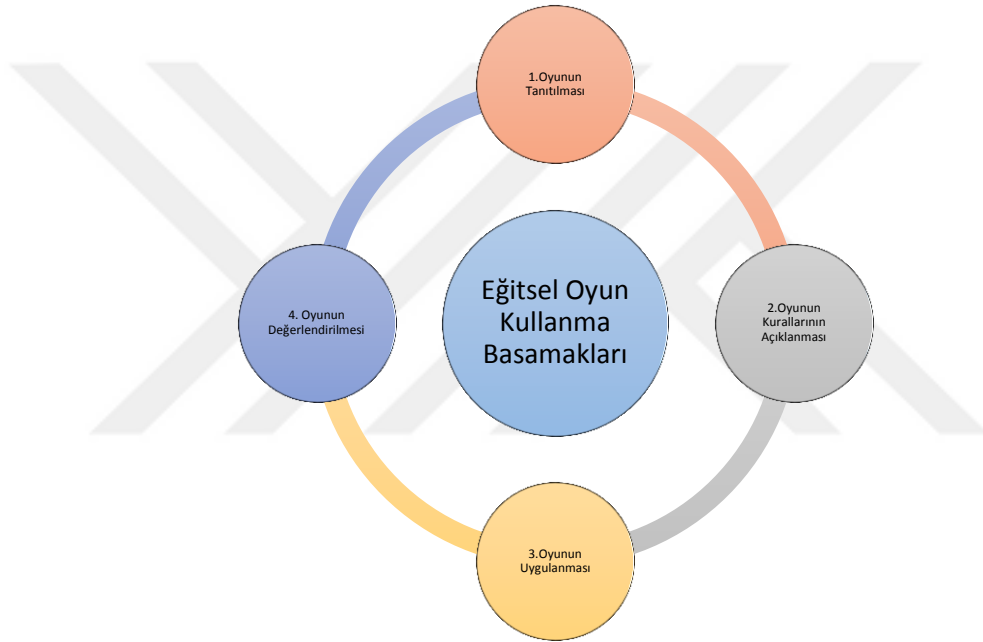 1.Oyunun
Tanıtılması
Eğitsel Oyun
Kullanma
Basamakları
4. Oyunun
Değerlendirilmesi
2.Oyunun
Kurallarının
Açıklanması
3.Oyunun
Uygulanması